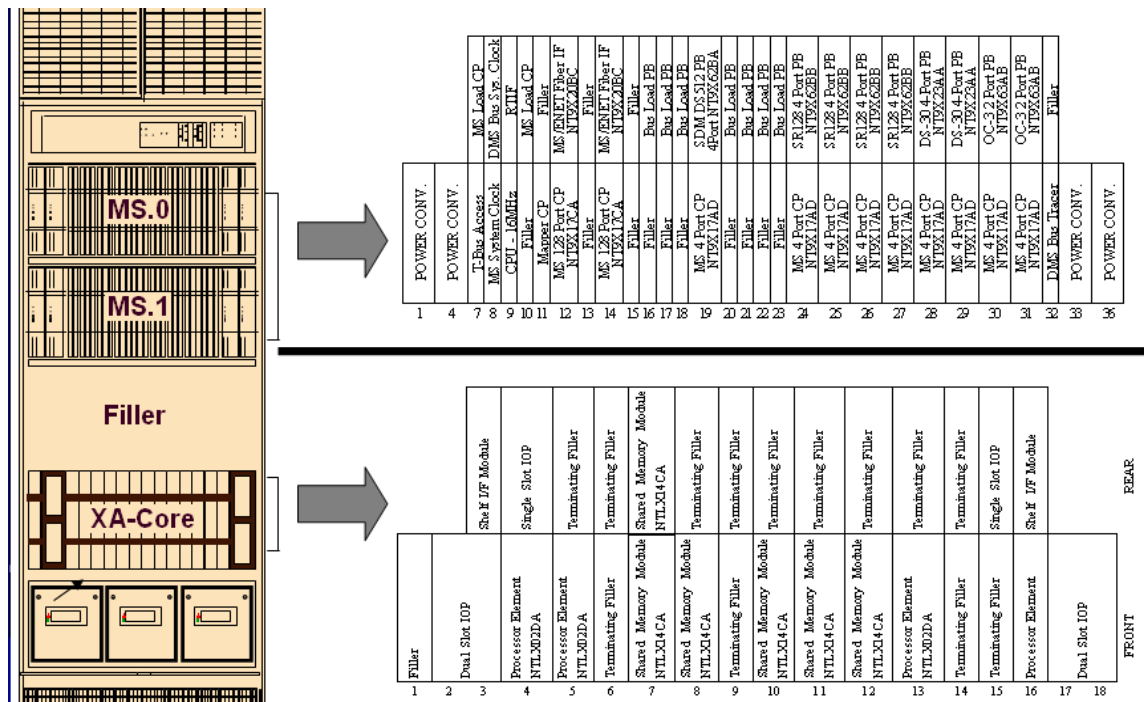 MS.0
MS.1
Filler
XA-Core
MS Load CP
DMS Bus Sys. Clock
RTIF
MS Load CP
Filler
MS/ENET Fiber IF
NT9X20BC
Filler
MS/ENET Fiber IF
NT9X20BC
Filler
Bus Load PB
Bus Load PB
Bus Load PB
SDM DS512 PB
4Port NT9X62BA
Bus Load PB
Bus Load PB
Bus Load PB
Bus Load PB
SR128 4 Port PB
NT9X62BB
SR128 4 Port PB
NT9X62BB
SR128 4 Port PB
NT9X62BB
SR128 4 Port PB
NT9X62BB
DS-30 4-Port PB
NT9X23AA
DS-30 4-Port PB
NT9X23AA
OC-3 2 Port PB
NT9X63AB
OC-3 2 Port PB
NT9X63AB
Filler
POWER CONV.
POWER CONV.
T-Bus Access
MS System Clock
CPU - 16MHz
Filler
Mapper CP
MS 128 Port CP
NT9X17CA
Filler
MS 128 Port CP
NT9X17CA
Filler
Filler
Filler
Filler
MS 4 Port CP
NT9X17AD
Filler
Filler
Filler
Filler
MS 4 Port CP
NT9X17AD
MS 4 Port CP
NT9X17AD
MS 4 Port CP
NT9X17AD
MS 4 Port CP
NT9X17AD
MS 4 Port CP
NT9X17AD
MS 4 Port CP
NT9X17AD
MS 4 Port CP
NT9X17AD
MS 4 Port CP
NT9X17AD
DMS Bus Tracer
POWER CONV.
POWER CONV.
1 4 7 8 9 10 11 12 13 14 15 16 17 18 19 20 21 22 23 24 25 26 27 28 29 30 31 32 33 36
Shelf I/F Module
Single Slot IOP
Terminating Filler
Terminating Filler
Shared Memory Module
NTLX14CA
Terminating Filler
Terminating Filler
Terminating Filler
Terminating Filler
Terminating Filler
Terminating Filler
Terminating Filler
Single Slot IOP
Shelf I/F Module
REAR
Filler
Dual Slot IOP
Processor Element
NTLX02DA
Processor Element
NTLX02DA
Terminating Filler
Shared Memory Module
NTLX14CA
Shared Memory Module
NTLX14CA
Terminating Filler
Shared Memory Module
NTLX14CA
Shared Memory Module
NTLX14CA
Shared Memory Module
NTLX14CA
Processor Element
NTLX02DA
Terminating Filler
Terminating Filler
Processor Element
Dual Slot IOP
FRONT
1 2 3 4 5 6 7 8 9 10 11 12 13 14 15 16 17 18